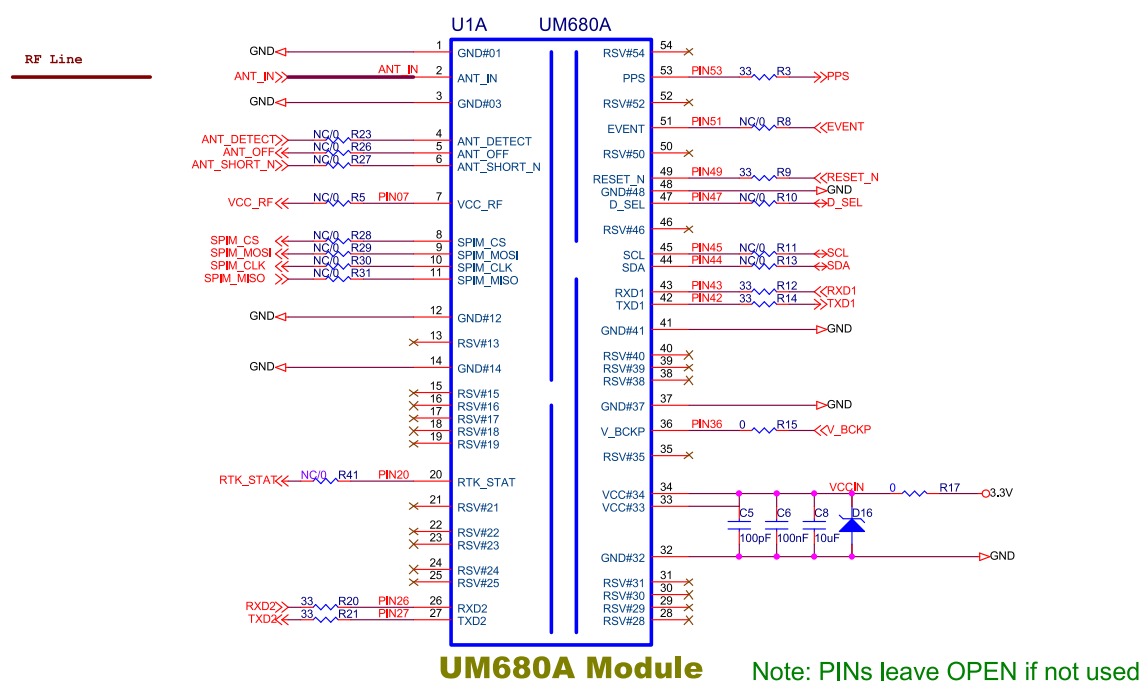 U1A UM680A
RF Line
GND 1 GND#01
ANT_IN ANT_IN 2 ANT_IN
GND 3 GND#03
ANT_DETECT NC/0 R23 4 ANT_DETECT
ANT_OFF NC/0 R26 5 ANT_OFF
ANT_SHORT_N NC/0 R27 6 ANT_SHORT_N
VCC_RF NC/0 R5 PIN07 7 VCC_RF
SPIM_CS NC/0 R28 8 SPIM_CS
SPIM_MOSI NC/0 R29 9 SPIM_MOSI
SPIM_CLK NC/0 R30 10 SPIM_CLK
SPIM_MISO NC/0 R31 11 SPIM_MISO
GND 12 GND#12
13 RSV#13
GND 14 GND#14
15 RSV#15
16 RSV#16
17 RSV#17
18 RSV#18
19 RSV#19
RTK_STAT NC/0 R41 PIN20 20 RTK_STAT
21 RSV#21
22 RSV#22
23 RSV#23
24 RSV#24
25 RSV#25
RXD2 33 R20 PIN26 26 RXD2
TXD2 33 R21 PIN27 27 TXD2
RSV#54 54
PPS 53 PIN53 33 R3 PPS
RSV#52 52
EVENT 51 PIN51 NC/0 R8 EVENT
RSV#50 50
RESET_N 49 PIN49 33 R9 RESET_N
GND#48 48 GND
D_SEL 47 PIN47 NC/0 R10 D_SEL
RSV#46 46
SCL 45 PIN45 NC/0 R11 SCL
SDA 44 PIN44 NC/0 R13 SDA
RXD1 43 PIN43 33 R12 RXD1
TXD1 42 PIN42 33 R14 TXD1
GND#41 41 GND
RSV#40 40
RSV#39 39
RSV#38 38
GND#37 37 GND
V_BCKP 36 PIN36 0 R15 V_BCKP
RSV#35 35
VCC#34 34 VCCIN 0 R17 3.3V
VCC#33 33
C5 C6 C8 D16
100pF 100nF 10uF
GND#32 32 GND
RSV#31 31
RSV#30 30
RSV#29 29
RSV#28 28
UM680A Module
Note: PINs leave OPEN if not used